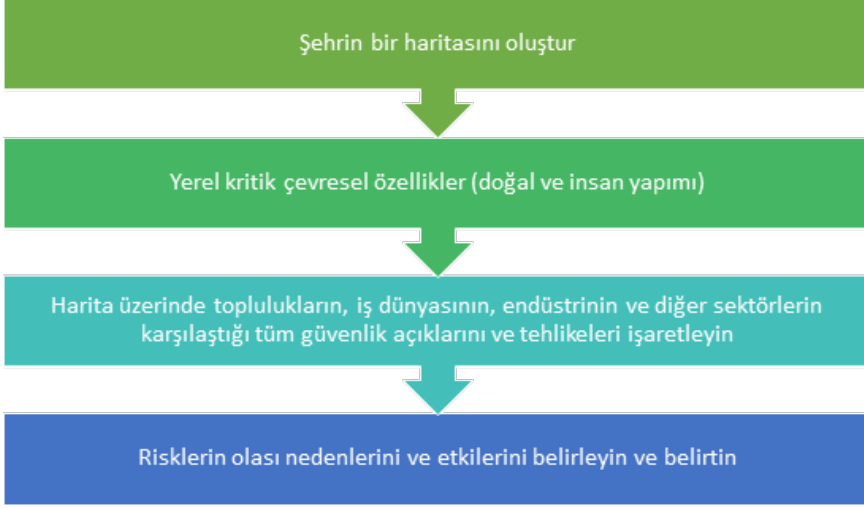 Şehrin bir haritasını oluştur
Yerel kritik çevresel özellikler (doğal ve insan yapımı)
Harita üzerinde toplulukların, iş dünyasının, endüstrinin ve diğer sektörlerin
karşılaştığı tüm güvenlik açıklarını ve tehlikeleri işaretleyin
Risklerin olası nedenlerini ve etkilerini belirleyin ve belirtin